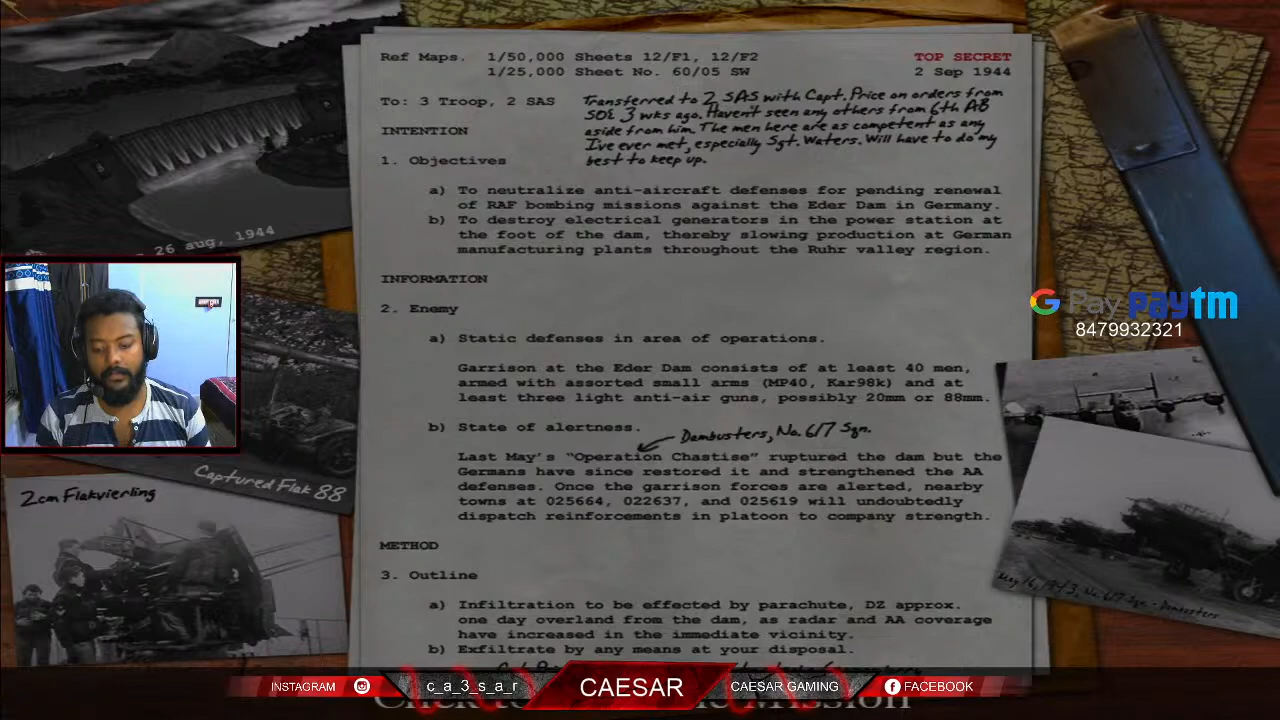 Ref Maps. 1/50,000 Sheets 12/F1, 12/F2
TOP SECRET
1/25,000 Sheet No. 60/05 SW
2 Sep 1944
To: 3 Troop, 2 SAS
Transferred to 2 SAS with Capt. Price on orders from
SOE 3 wks ago. Haven't seen any others from 6th AB
aside from him. The men here are as competent as any
I've ever met, especially Sgt. Waters. Will have to do my
best to keep up.
INTENTION
1. Objectives
a) To neutralize anti-aircraft defenses for pending renewal
of RAF bombing missions against the Eder Dam in Germany.
b) To destroy electrical generators in the power station at
the foot of the dam, thereby slowing production at German
manufacturing plants throughout the Ruhr valley region.
26 aug, 1944
INFORMATION
2. Enemy
a) Static defenses in area of operations.
Garrison at the Eder Dam consists of at least 40 men,
armed with assorted small arms (MP40, Kar98k) and at
least three light anti-air guns, possibly 20mm or 88mm.
b) State of alertness.
Dambusters, No. 617 Sqn.
Last May's "Operation Chastise" ruptured the dam but the
Germans have since restored it and strengthened the AA
defenses. Once the garrison forces are alerted, nearby
towns at 025664, 022637, and 025619 will undoubtedly
dispatch reinforcements in platoon to company strength.
METHOD
3. Outline
a) Infiltration to be effected by parachute, DZ approx.
one day overland from the dam, as radar and AA coverage
have increased in the immediate vicinity.
b) Exfiltrate by any means at your disposal.
G Pay paytm
8479932321
Captured Flak 88
2cm Flakvierling
May 16, 1943, No. 617 Sqn. - Dambusters
INSTAGRAM
c_a_3_s_a_r
CAESAR
CAESAR GAMING
FACEBOOK